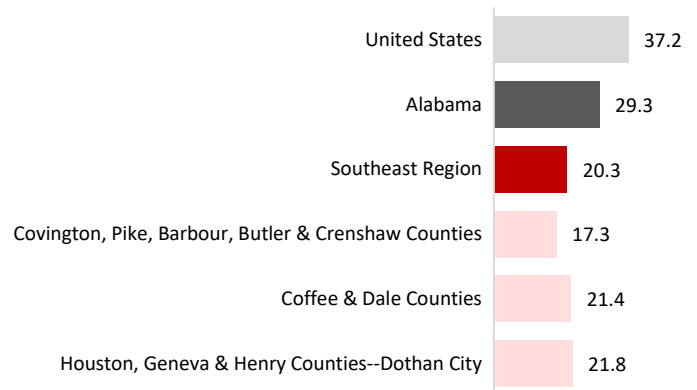 United States 37.2
Alabama 29.3
Southeast Region 20.3
Covington, Pike, Barbour, Butler & Crenshaw Counties 17.3
Coffee & Dale Counties 21.4
Houston, Geneva & Henry Counties--Dothan City 21.8